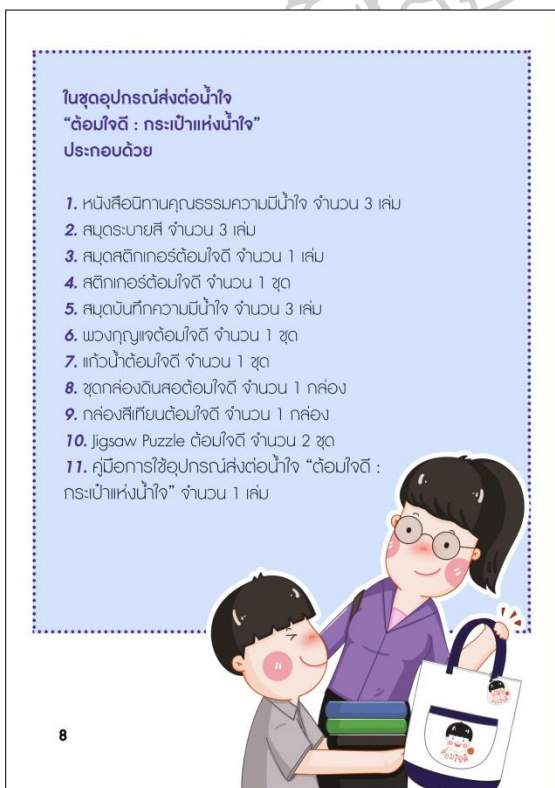 ในชุดอุปกรณ์ส่งต่อน้ำใจ
“ต้อมใจดี : กระเป๋าแห่งน้ำใจ”
ประกอบด้วย
1. หนังสือนิทานคุณธรรมความมีน้ำใจ จำนวน 3 เล่ม
2. สมุดระบายสี จำนวน 3 เล่ม
3. สมุดสติกเกอร์ต้อมใจดี จำนวน 1 เล่ม
4. สติกเกอร์ต้อมใจดี จำนวน 1 ชุด
5. สมุดบันทึกความมีน้ำใจ จำนวน 3 เล่ม
6. พวงกุญแจต้อมใจดี จำนวน 1 ชุด
7. แก้วน้ำต้อมใจดี จำนวน 1 ชุด
8. ชุดกล่องดินสอต้อมใจดี จำนวน 1 กล่อง
9. กล่องสีเทียนต้อมใจดี จำนวน 1 กล่อง
10. Jigsaw Puzzle ต้อมใจดี จำนวน 2 ชุด
11. คู่มือการใช้อุปกรณ์ส่งต่อน้ำใจ “ต้อมใจดี :
กระเป๋าแห่งน้ำใจ” จำนวน 1 เล่ม
ต้อมใจดี
8